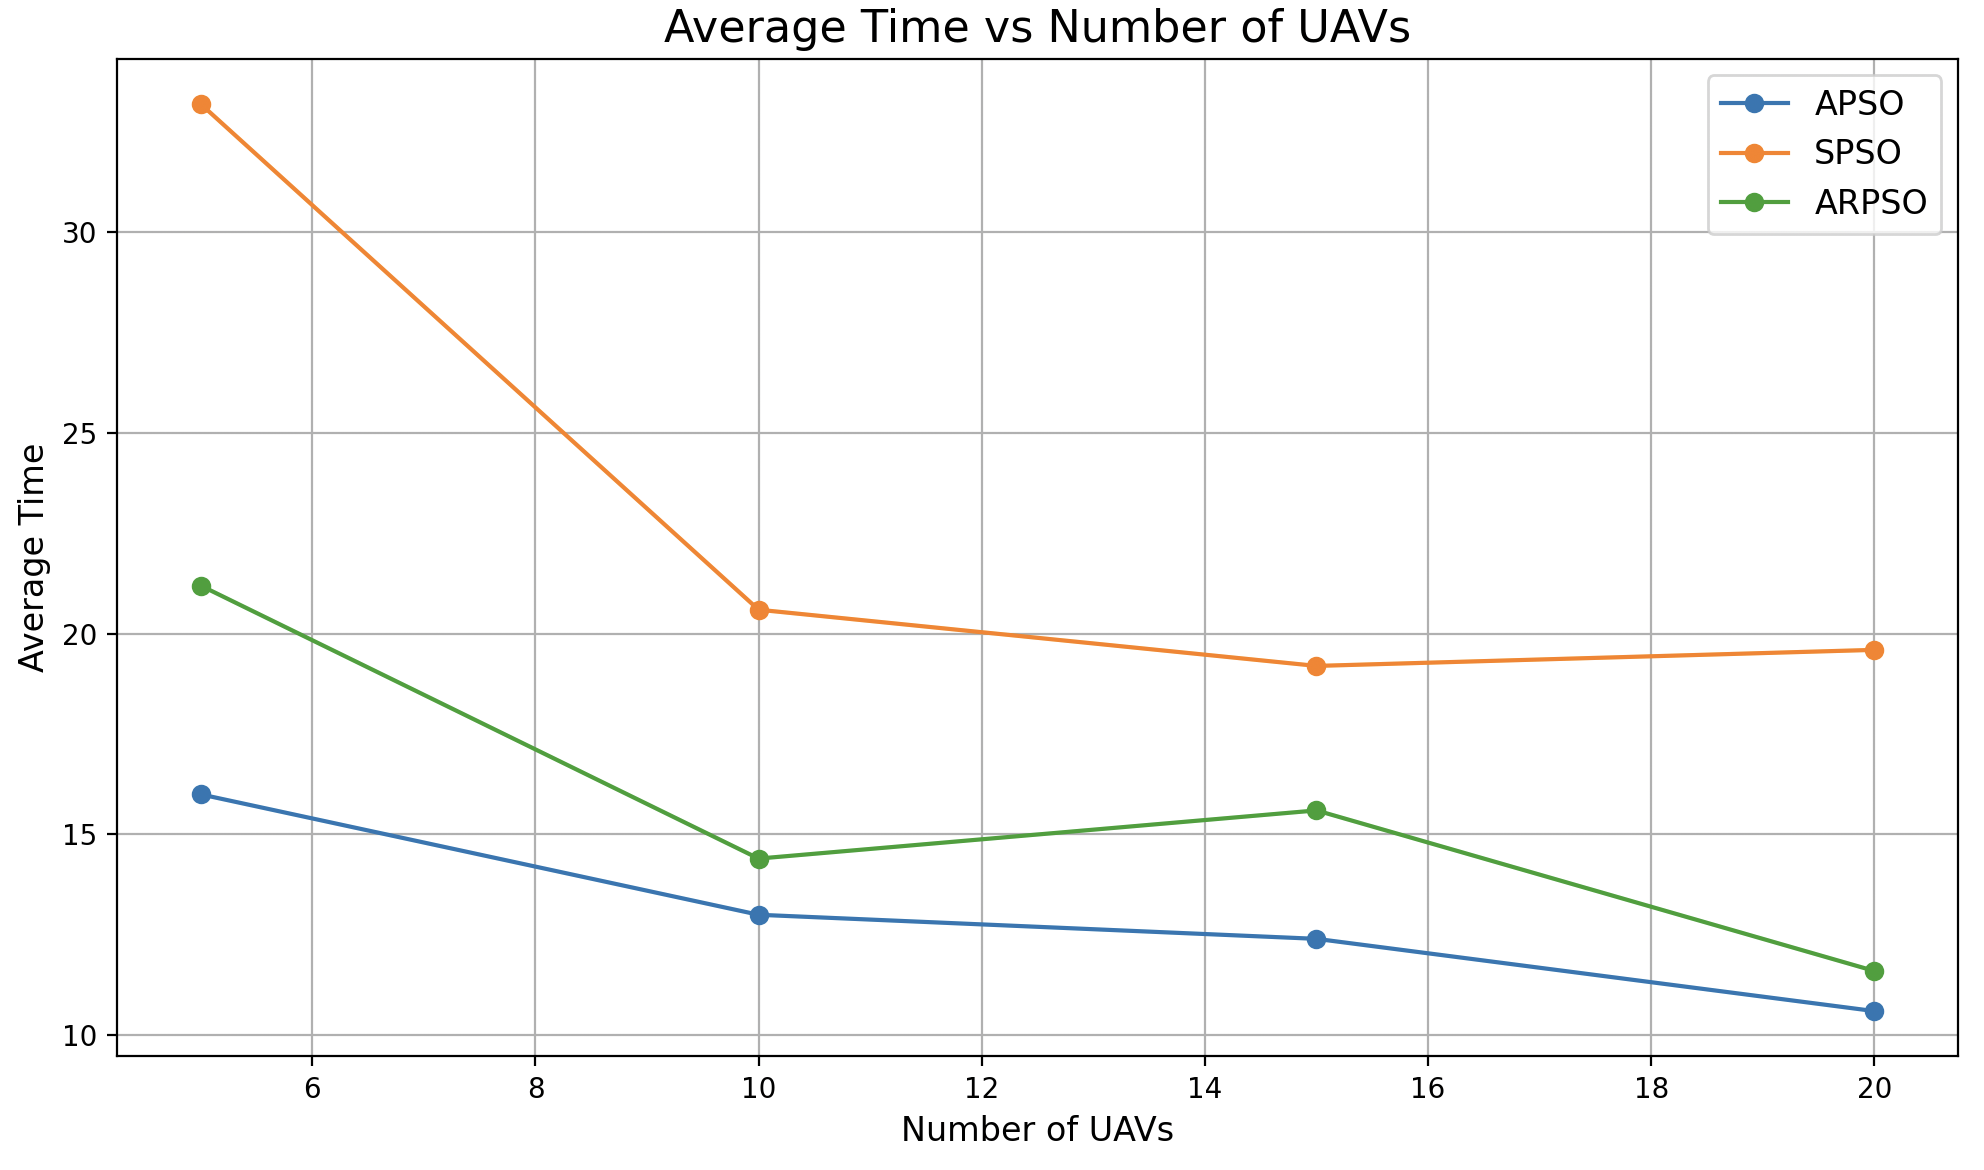 Average Time vs Number of UAVs
APSO
SPSO
ARPSO
30
25
20
15
10
Average Time
6 8 10 12 14 16 18 20
Number of UAVs